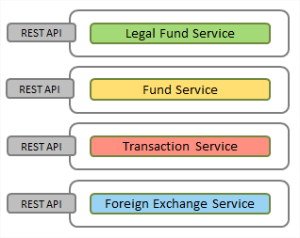 REST API
Legal Fund Service
REST API
Fund Service
REST API
Transaction Service
REST API
Foreign Exchange Service